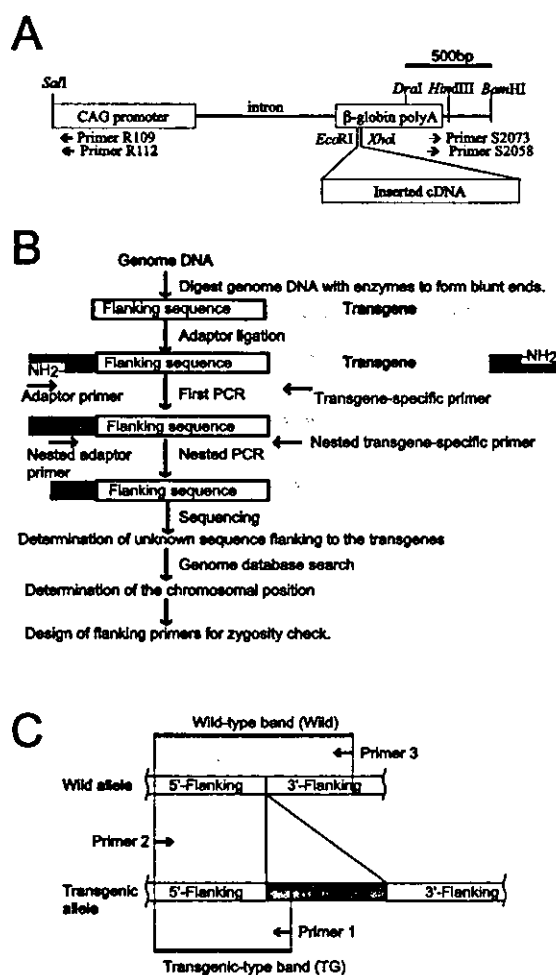 A
500bp
SalI
DraI HindIII BamHI
CAG promoter
intron
β-globin polyA
Primer R109
Primer R112
EcoRI
XhoI
Primer S2073
Primer S2058
Inserted cDNA
B
Genome DNA
Digest genome DNA with enzymes to form blunt ends.
Flanking sequence
Transgene
Adaptor ligation
Flanking sequence
Transgene
NH2
NH2
Adaptor primer
First PCR
Transgene-specific primer
Flanking sequence
Nested adaptor
primer
Nested PCR
Nested transgene-specific primer
Flanking sequence
Sequencing
Determination of unknown sequence flanking to the transgenes
Genome database search
Determination of the chromosomal position
Design of flanking primers for zygosity check.
C
Wild-type band (Wild)
Primer 3
Wild allele
5'-Flanking
3'-Flanking
Primer 2
Transgenic
allele
5'-Flanking
3'-Flanking
Primer 1
Transgenic-type band (TG)